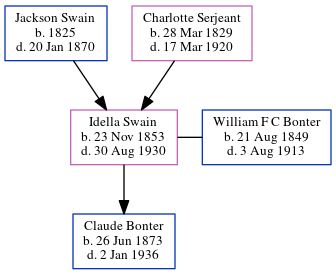 Jackson Swain
b. 1825
d. 20 Jan 1870
Charlotte Serjeant
b. 28 Mar 1829
d. 17 Mar 1920
Idella Swain
b. 23 Nov 1853
d. 30 Aug 1930
William F C Bonter
b. 21 Aug 1849
d. 3 Aug 1913
Claude Bonter
b. 26 Jun 1873
d. 2 Jan 1936